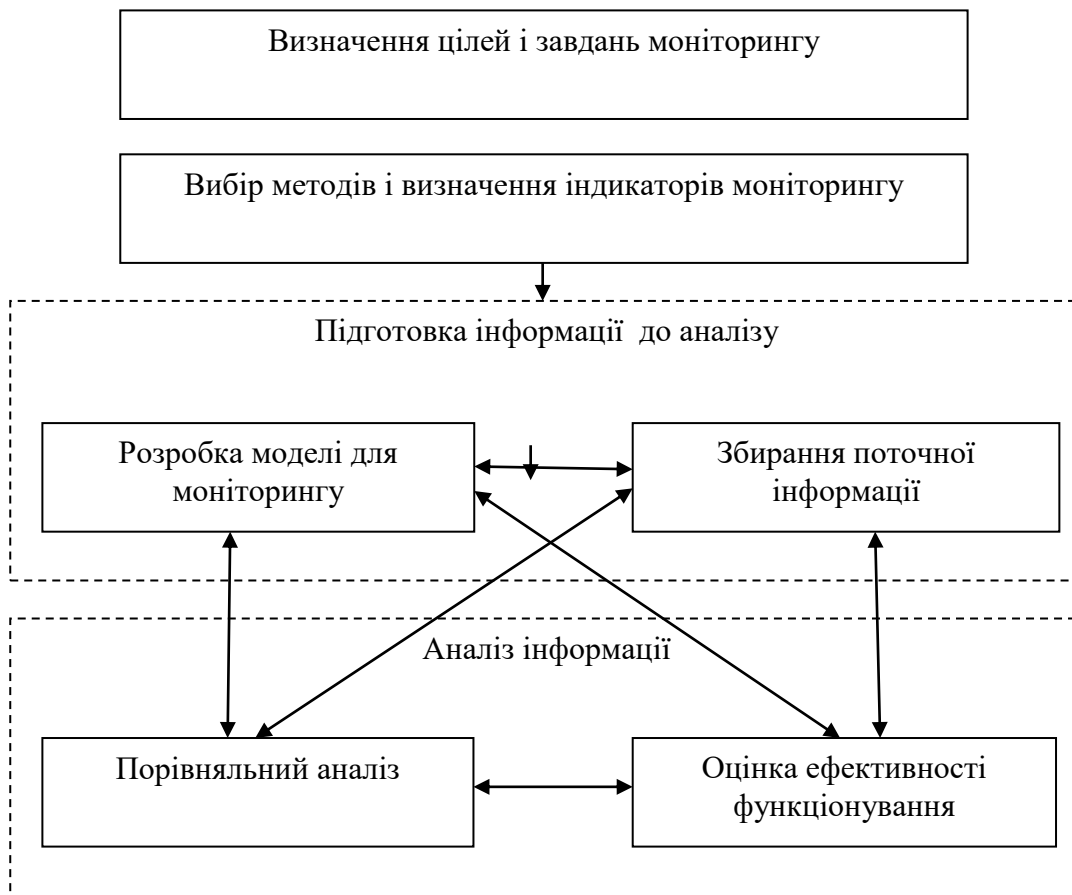 Визначення цілей і завдань моніторингу
Вибір методів і визначення індикаторів моніторингу
Підготовка інформації до аналізу
Розробка моделі для
моніторингу
Збирання поточної
інформації
Аналіз інформації
Порівняльний аналіз
Оцінка ефективності
функціонування